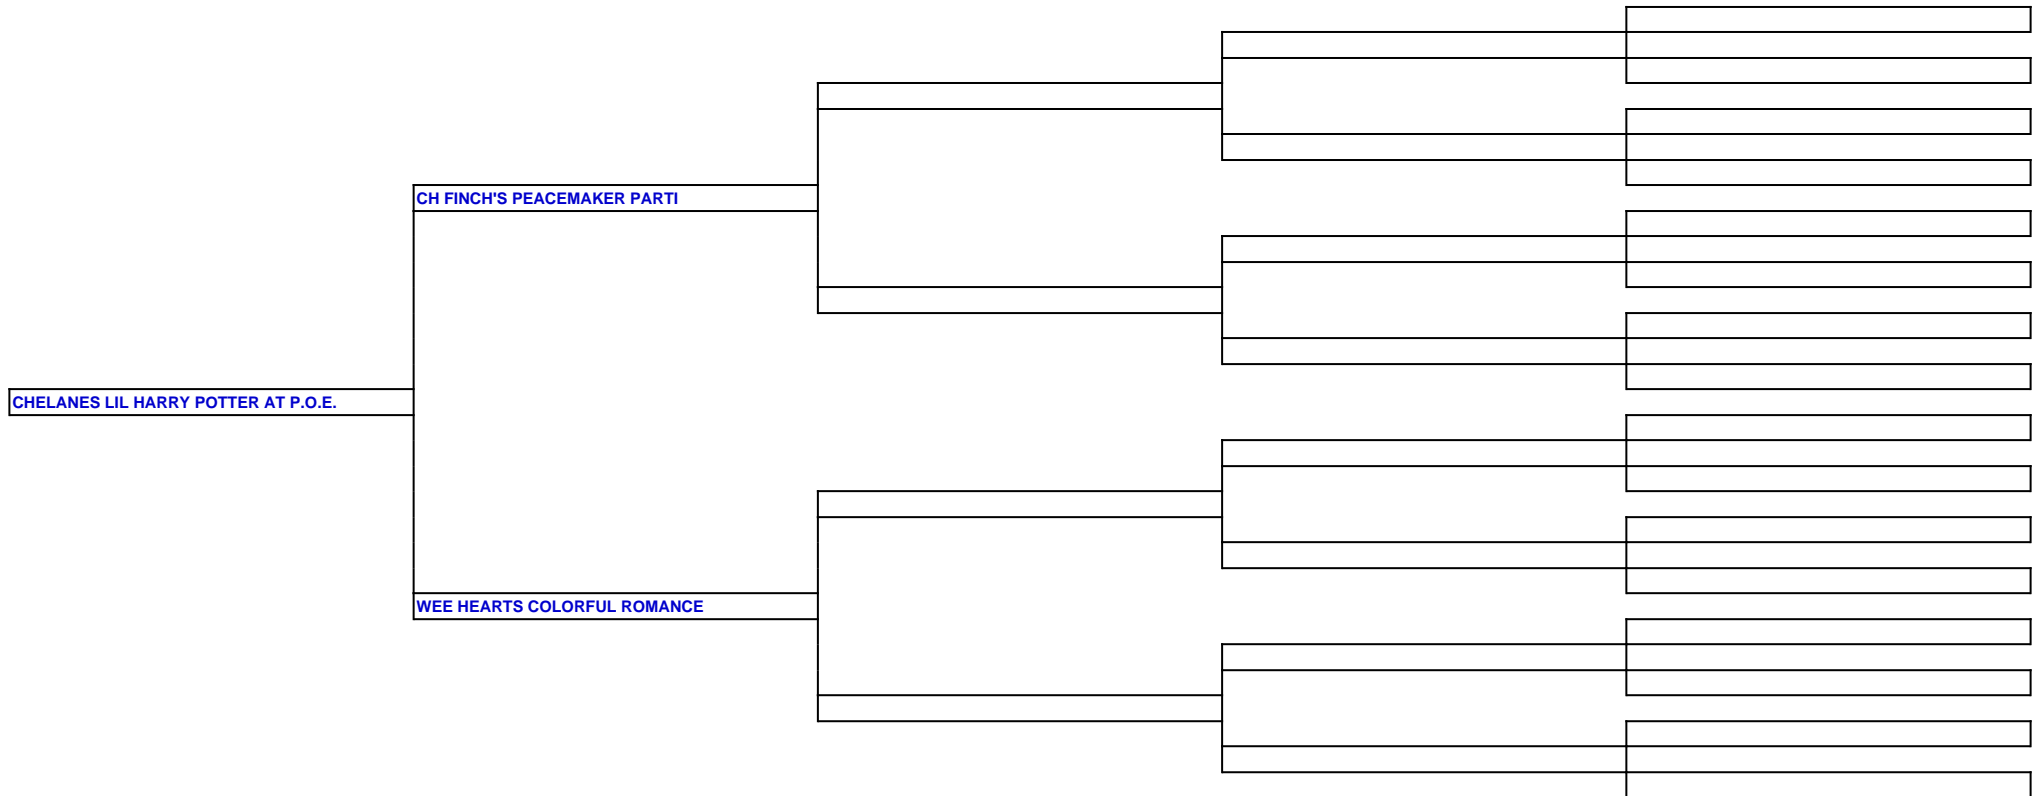 CH FINCH'S PEACEMAKER PARTI
CHELANES LIL HARRY POTTER AT P.O.E.
WEE HEARTS COLORFUL ROMANCE